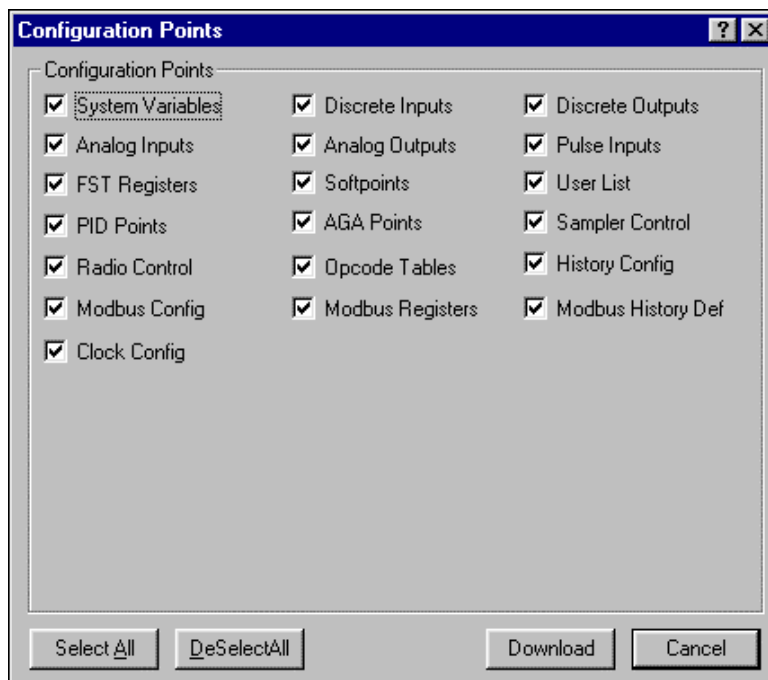 Configuration Points
Configuration Points
System Variables Discrete Inputs Discrete Outputs
Analog Inputs Analog Outputs Pulse Inputs
FST Registers Softpoints User List
PID Points AGA Points Sampler Control
Radio Control Opcode Tables History Config
Modbus Config Modbus Registers Modbus History Def
Clock Config
Select All DeSelectAll Download Cancel